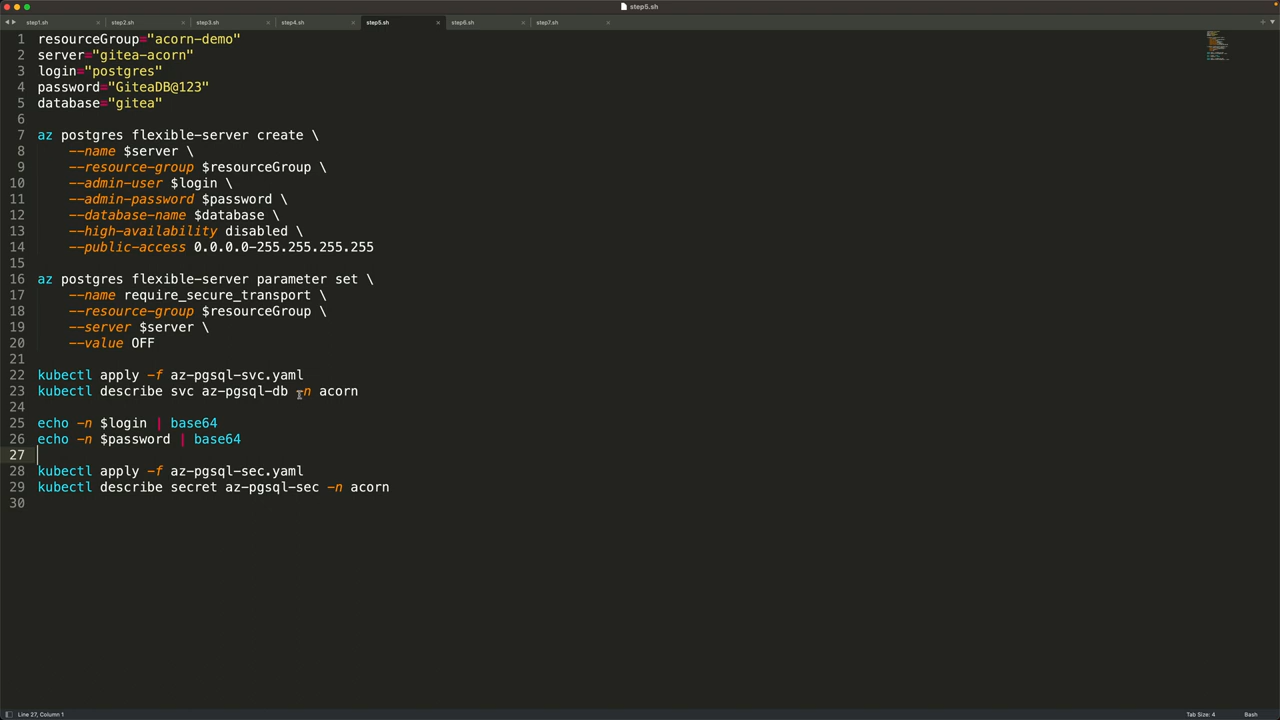 step5.sh
step1.sh × step2.sh × step3.sh × step4.sh × step5.sh × step6.sh × step7.sh ×
1 resourceGroup="acorn-demo"
2 server="gitea-acorn"
3 login="postgres"
4 password="GiteaDB@123"
5 database="gitea"
6
7 az postgres flexible-server create \
8 --name $server \
9 --resource-group $resourceGroup \
10 --admin-user $login \
11 --admin-password $password \
12 --database-name $database \
13 --high-availability disabled \
14 --public-access 0.0.0.0-255.255.255.255
15
16 az postgres flexible-server parameter set \
17 --name require_secure_transport \
18 --resource-group $resourceGroup \
19 --server $server \
20 --value OFF
21
22 kubectl apply -f az-pgsql-svc.yaml
23 kubectl describe svc az-pgsql-db -n acorn
24
25 echo -n $login | base64
26 echo -n $password | base64
27
28 kubectl apply -f az-pgsql-sec.yaml
29 kubectl describe secret az-pgsql-sec -n acorn
30
Line 27, Column 1 Tab Size: 4 Bash